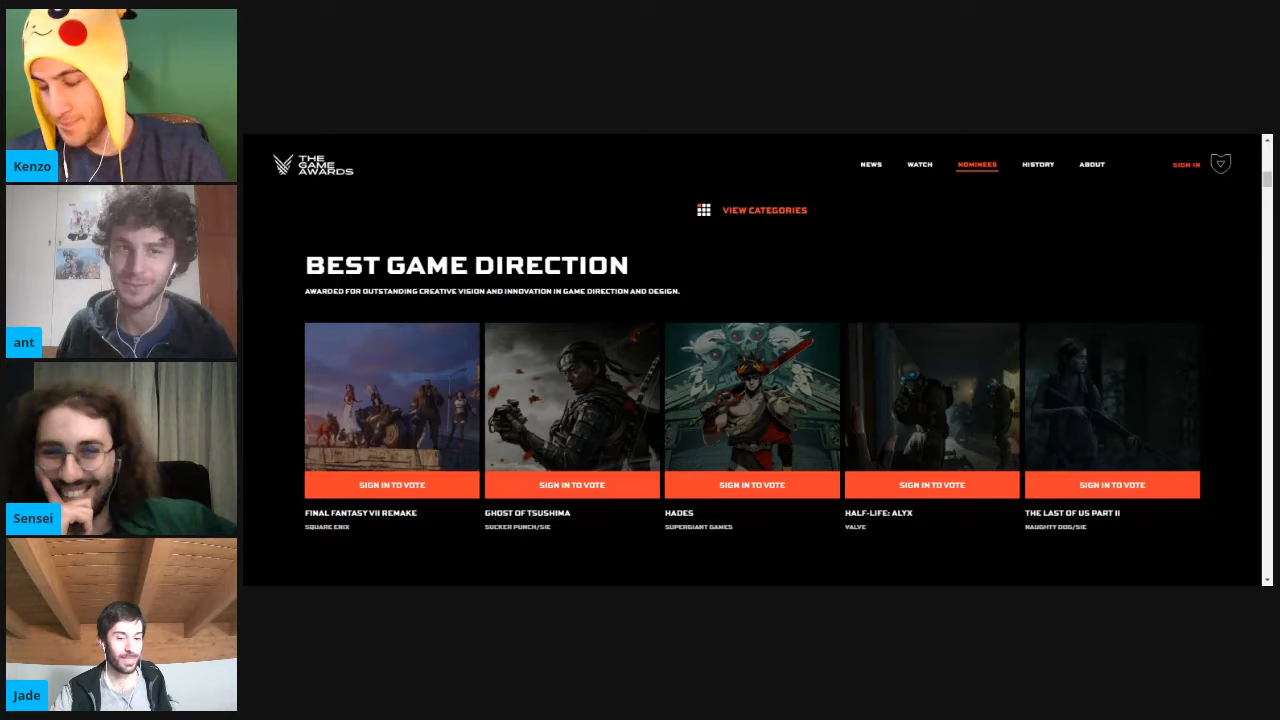 Kenzo
ant
Sensei
Jade
THE
GAME
AWARDS
NEWS WATCH NOMINEES HISTORY ABOUT SIGN IN
VIEW CATEGORIES
BEST GAME DIRECTION
AWARDED FOR OUTSTANDING CREATIVE VISION AND INNOVATION IN GAME DIRECTION AND DESIGN.
SIGN IN TO VOTE SIGN IN TO VOTE SIGN IN TO VOTE SIGN IN TO VOTE SIGN IN TO VOTE
FINAL FANTASY VII REMAKE GHOST OF TSUSHIMA HADES HALF-LIFE: ALYX THE LAST OF US PART II
SQUARE ENIX SUCKER PUNCH/SIE SUPERGIANT GAMES VALVE NAUGHTY DOG/SIE